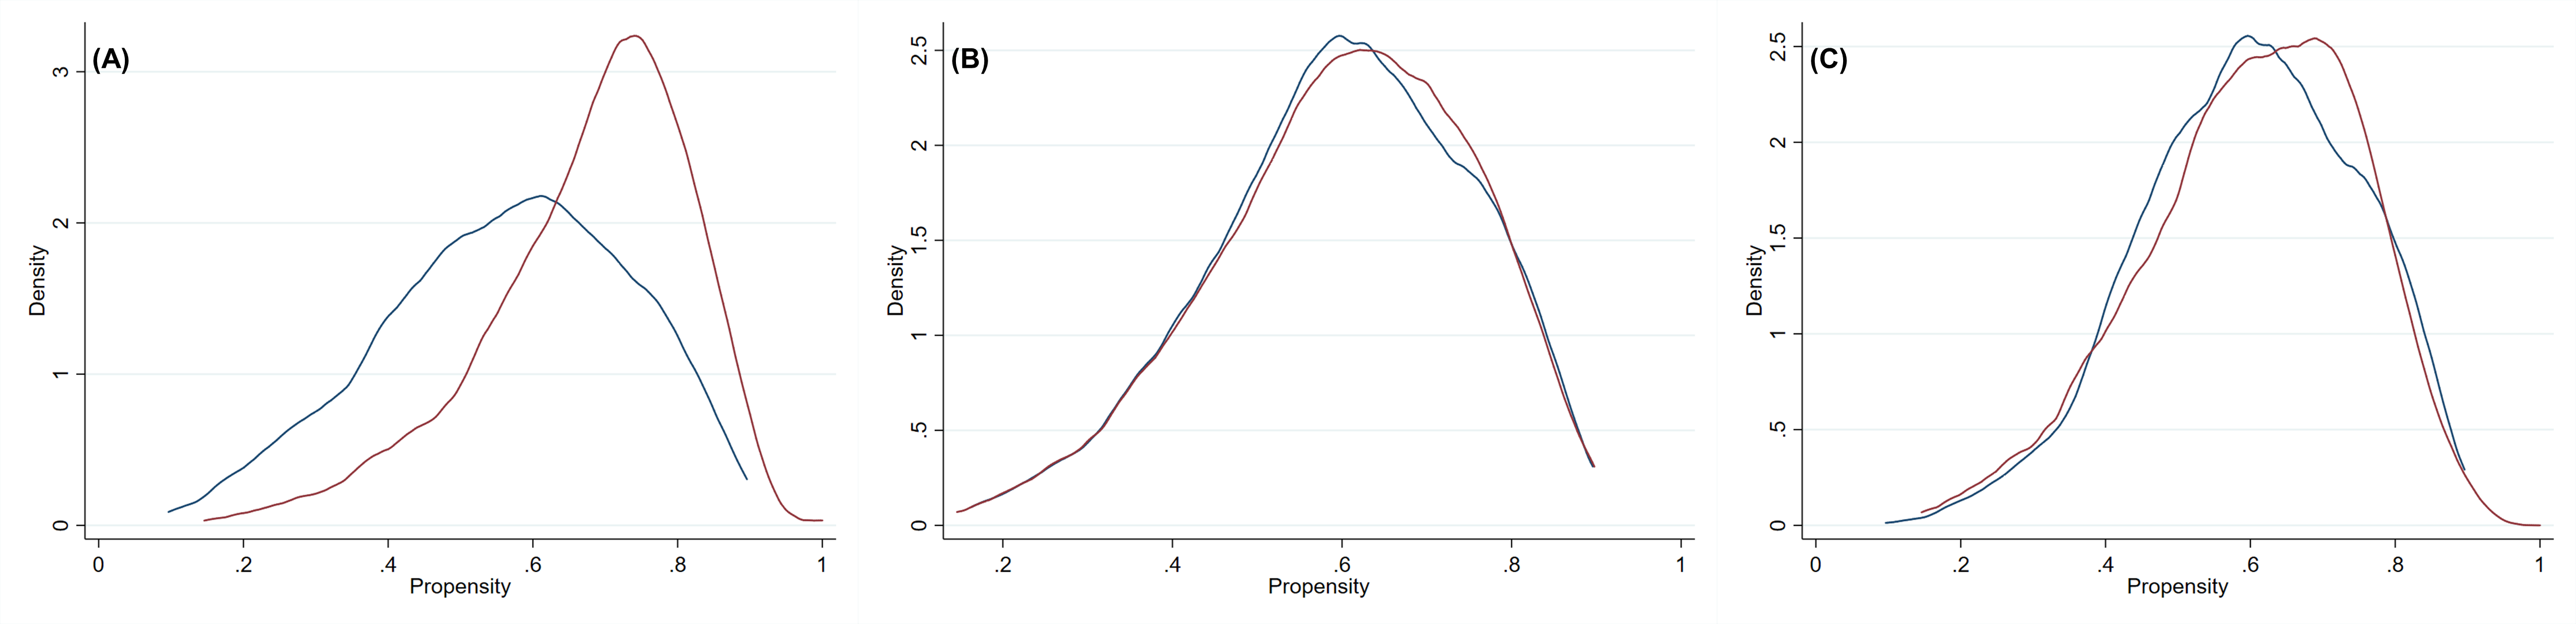 (A)
Density
3
2
1
0
0 .2 .4 .6 .8 1
Propensity
(B)
Density
2.5
2
1.5
1
.5
0
.2 .4 .6 .8 1
Propensity
(C)
Density
2.5
2
1.5
1
.5
0
0 .2 .4 .6 .8 1
Propensity